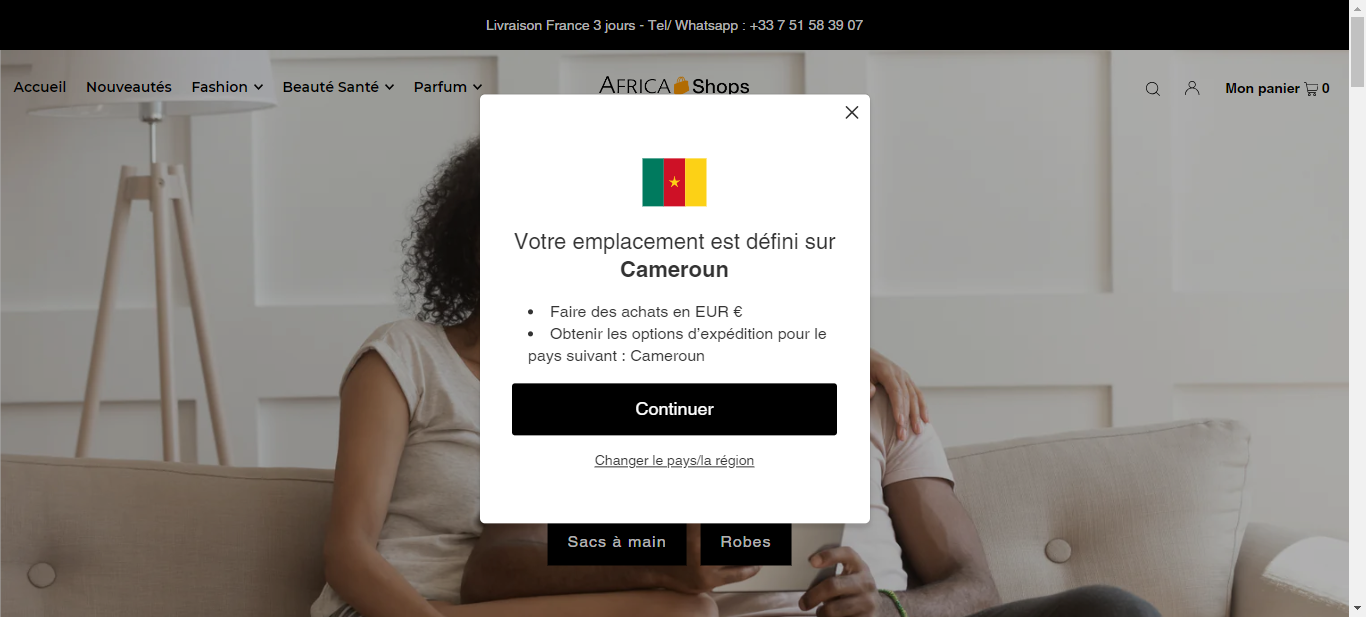 Livraison France 3 jours - Tel/ Whatsapp : +33 7 51 58 39 07
Accueil Nouveautés Fashion Beauté Santé Parfum AFRICA Shops Mon panier 0
Votre emplacement est défini sur
Cameroun
• Faire des achats en EUR €
• Obtenir les options d’expédition pour le
pays suivant : Cameroun
Continuer
Changer le pays/la région
Sacs à main Robes